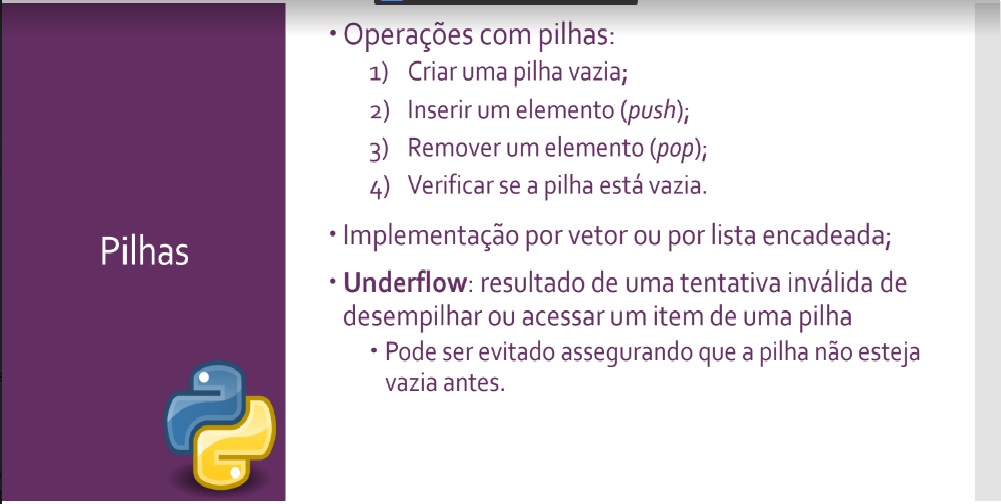 • Operações com pilhas:
1) Criar uma pilha vazia;
2) Inserir um elemento (push);
3) Remover um elemento (pop);
4) Verificar se a pilha está vazia.
Pilhas
• Implementação por vetor ou por lista encadeada;
• Underflow: resultado de uma tentativa inválida de
desempilhar ou acessar um item de uma pilha
• Pode ser evitado assegurando que a pilha não esteja
vazia antes.